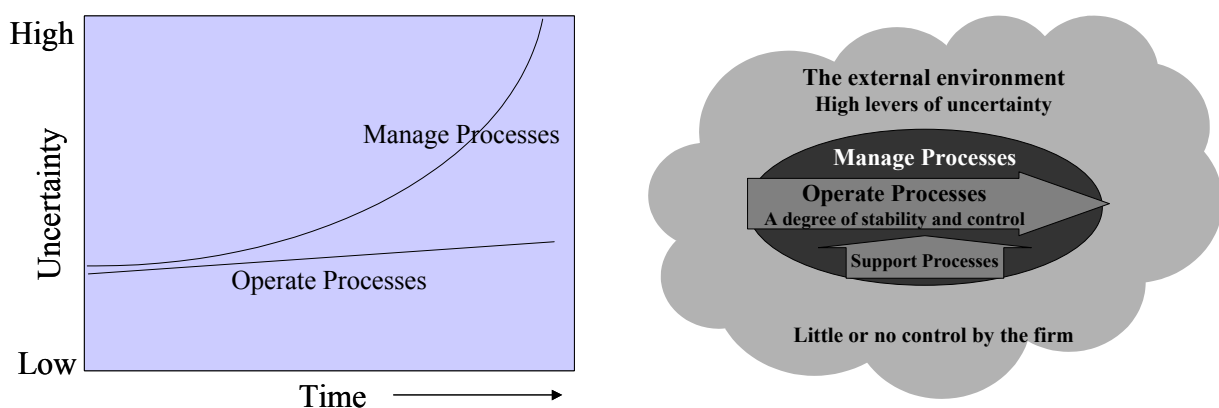 High
Uncertainty
Low
Manage Processes
Operate Processes
Time
The external environment
High levers of uncertainty
Manage Processes
Operate Processes
A degree of stability and control
Support Processes
Little or no control by the firm